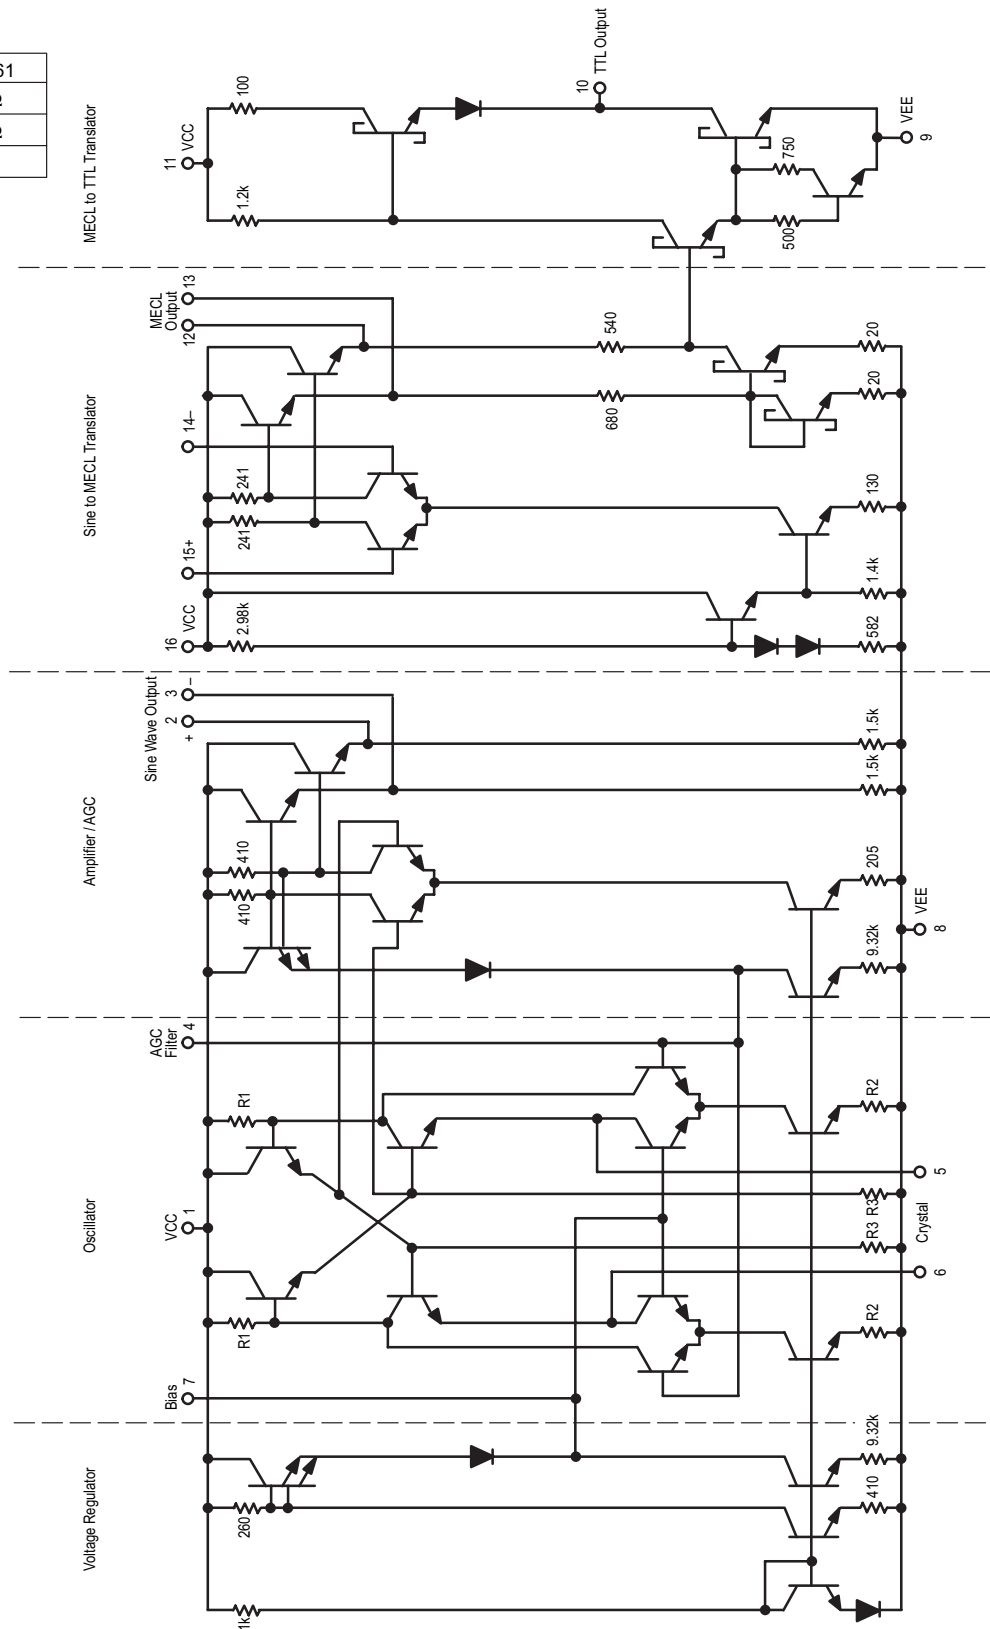 61
MECL to TTL Translator
11 VCC
100
1.2k
10
TTL Output
750
500
VEE
9
Sine to MECL Translator
13
MECL
Output
12
14–
15+
16 VCC
241
241
2.98k
540
680
20
20
130
1.4k
582
Amplifier / AGC
Sine Wave Output
3 –
2
+
410
410
1.5k
1.5k
205
9.32k
VEE
8
Oscillator
AGC
Filter 4
R1
VCC 1
R1
Bias 7
R2
5
R3
R3
Crystal
6
R2
Voltage Regulator
260
1k
9.32k
410